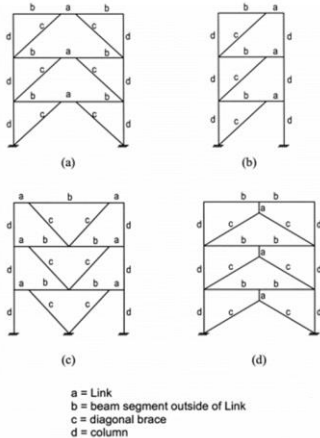 b a b
d c c d
b a b
d c c d
b a b
d c c d
(a)
b a
d c d
b a
d c d
b a
d c d
(b)
a b a
d c c d
a b b a
d c c d
a b b a
d c c d
(c)
b b
a
d c c d
b b
a
d c c d
b b
a
d c c d
(d)
a = Link
b = beam segment outside of Link
c = diagonal brace
d = column